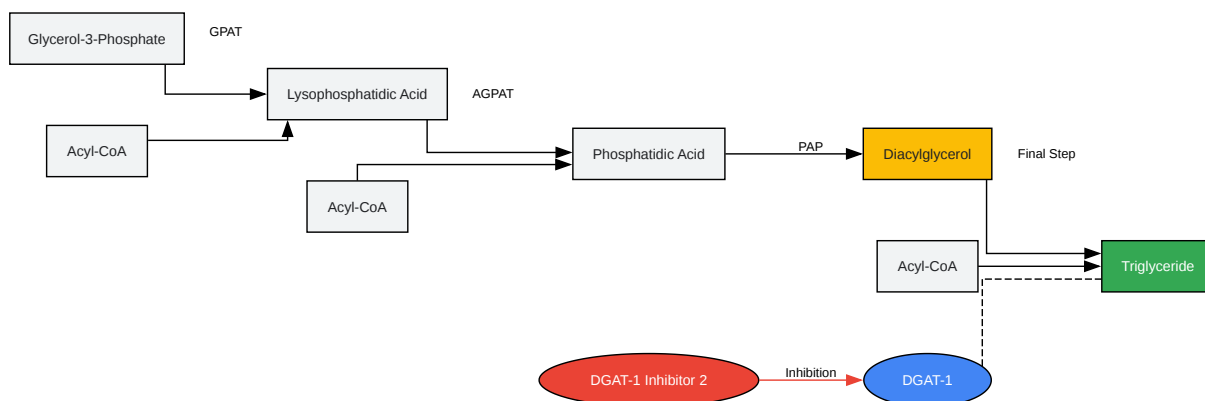 Glycerol-3-Phosphate
GPAT
Lysophosphatidic Acid
AGPAT
Acyl-CoA
Phosphatidic Acid
PAP
Diacylglycerol
Final Step
Acyl-CoA
Acyl-CoA
Triglyceride
DGAT-1 Inhibitor 2
Inhibition
DGAT-1